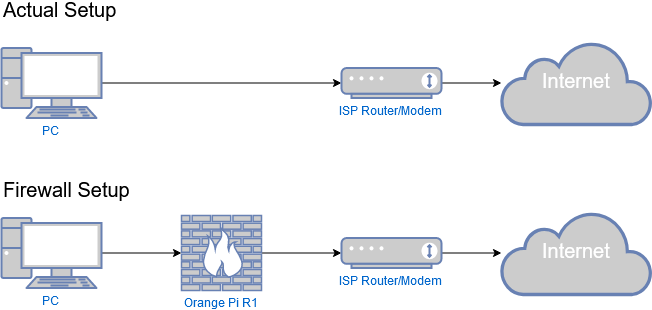 Actual Setup
Internet
PC
ISP Router/Modem
Firewall Setup
Internet
PC
Orange Pi R1
ISP Router/Modem